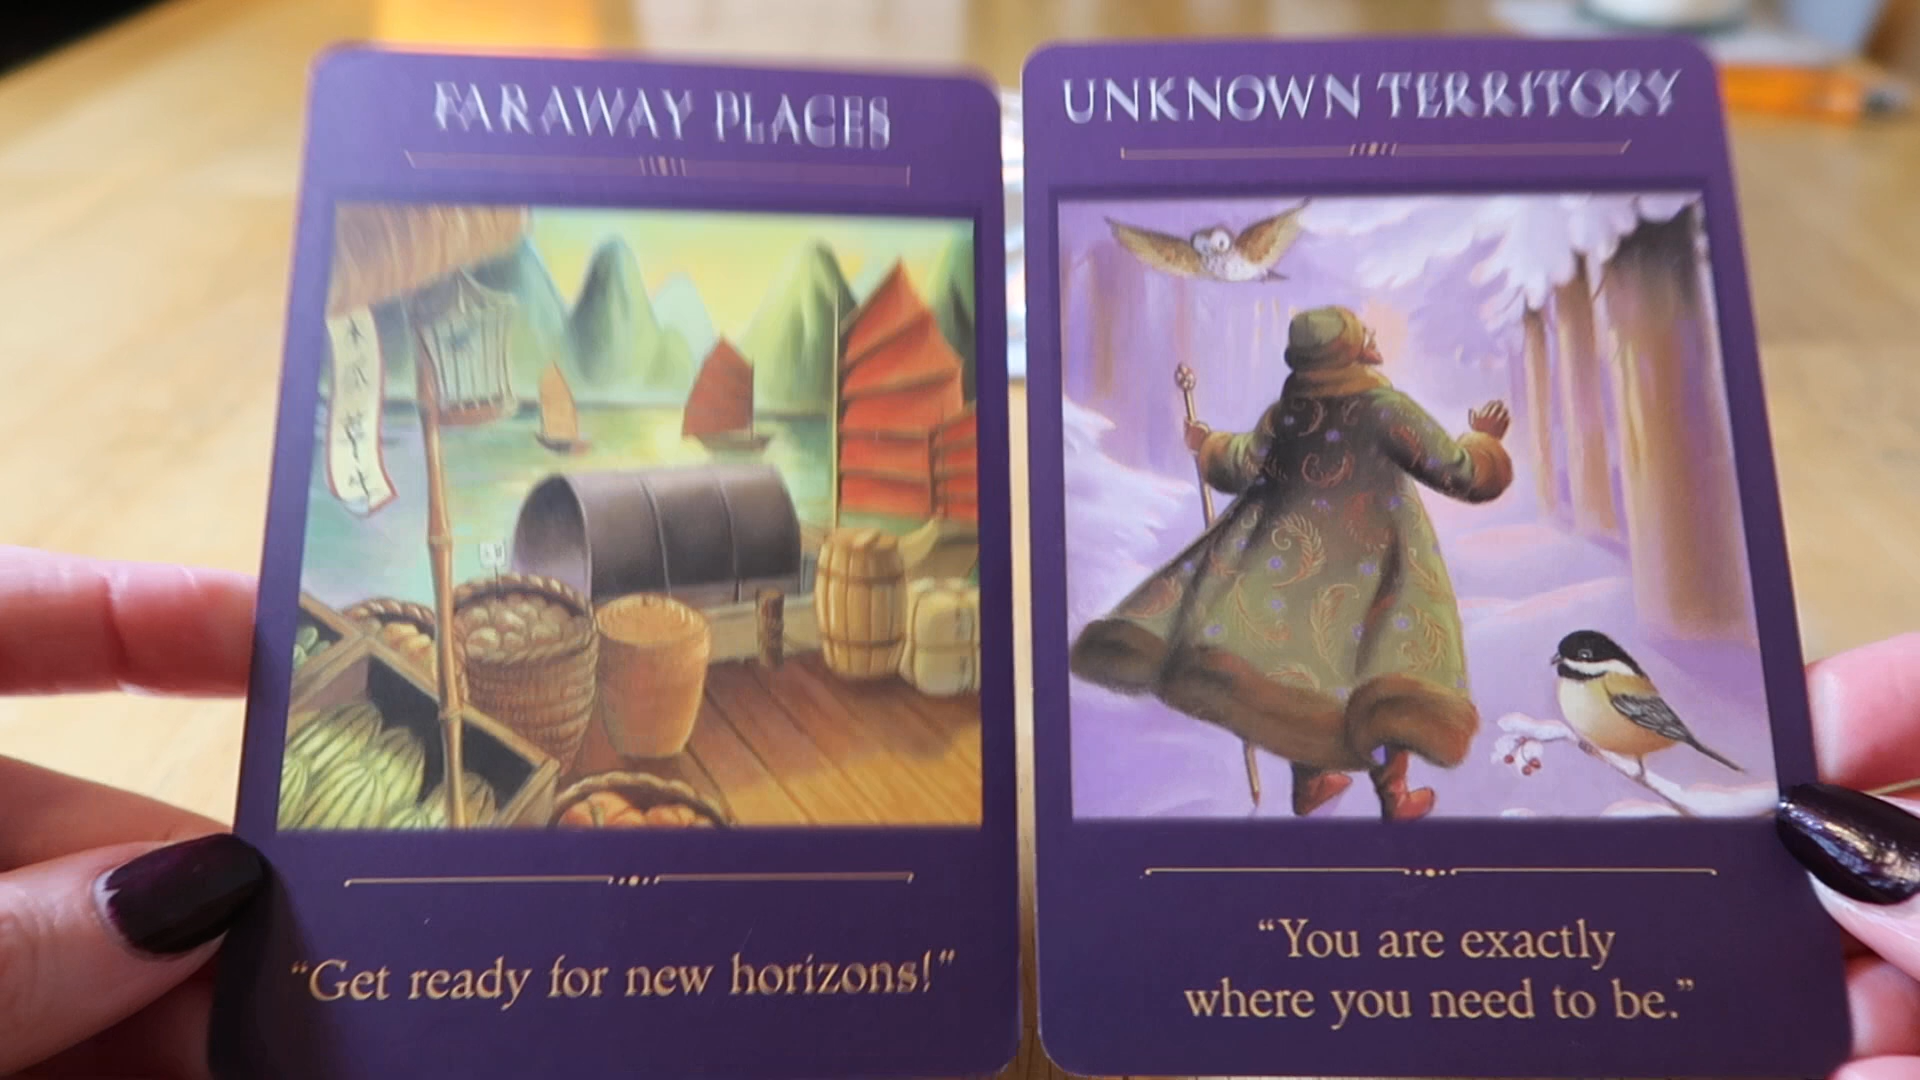 FARAWAY PLACES
"Get ready for new horizons!"
UNKNOWN TERRITORY
“You are exactly
where you need to be.”